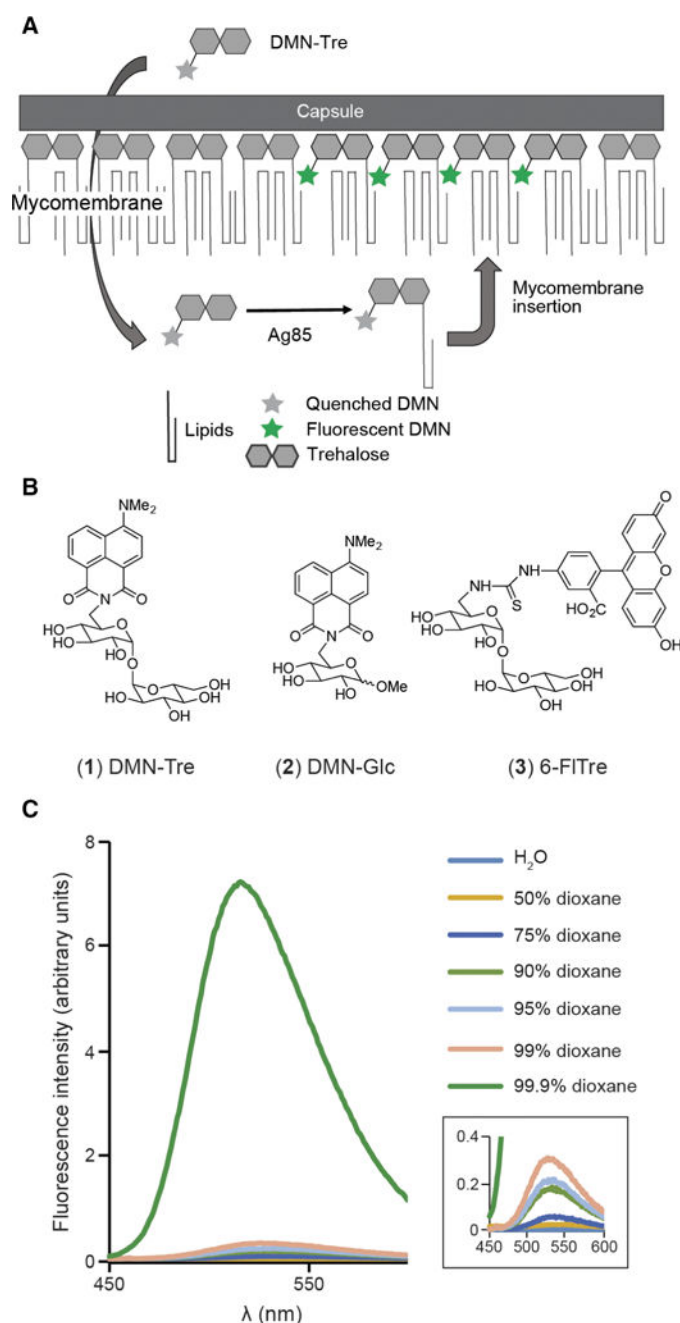 A
DMN-Tre
Capsule
Mycomembrane
Ag85
Mycomembrane
insertion
Lipids
Quenched DMN
Fluorescent DMN
Trehalose
B
NMe2
O N O
HO
HO
HO
O
O
O
OH
HO
HO
OH
(1) DMN-Tre
NMe2
O N O
HO
HO
HO
O
OMe
(2) DMN-Glc
O
O
OH
CO2H
NH
NH
S
HO
HO
HO
O
O
O
OH
HO
HO
OH
(3) 6-FlTre
C
Fluorescence intensity (arbitrary units)
8
6
4
2
0
450
550
λ (nm)
H2O
50% dioxane
75% dioxane
90% dioxane
95% dioxane
99% dioxane
99.9% dioxane
0.4
0.2
0
450 500 550 600